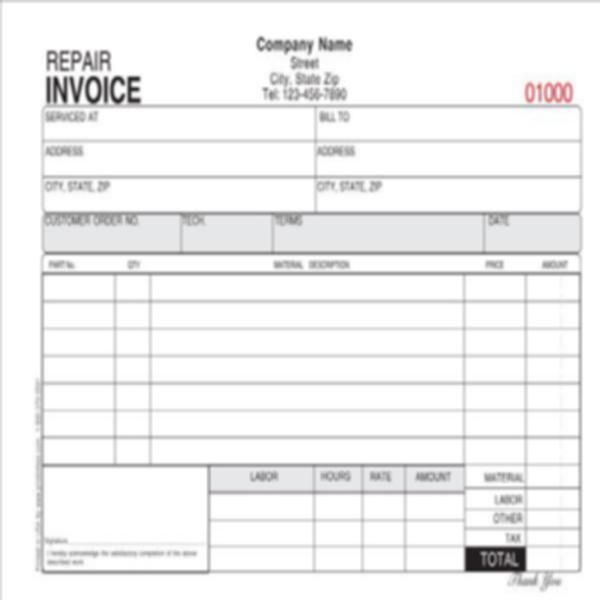 Company Name
REPAIR
Street
City, State Zip
INVOICE
Tel: 123-456-7890
01000
SERVICED AT BILL TO
ADDRESS ADDRESS
CITY, STATE, ZIP CITY, STATE, ZIP
CUSTOMER ORDER NO. TECH. TERMS DATE
PART No. QTY MATERIAL DESCRIPTION PRICE AMOUNT
LABOR HOURS RATE AMOUNT MATERIAL
LABOR
OTHER
TAX
Signature
I hereby acknowledge the satisfactory completion of the above
described work.
TOTAL
Thank You